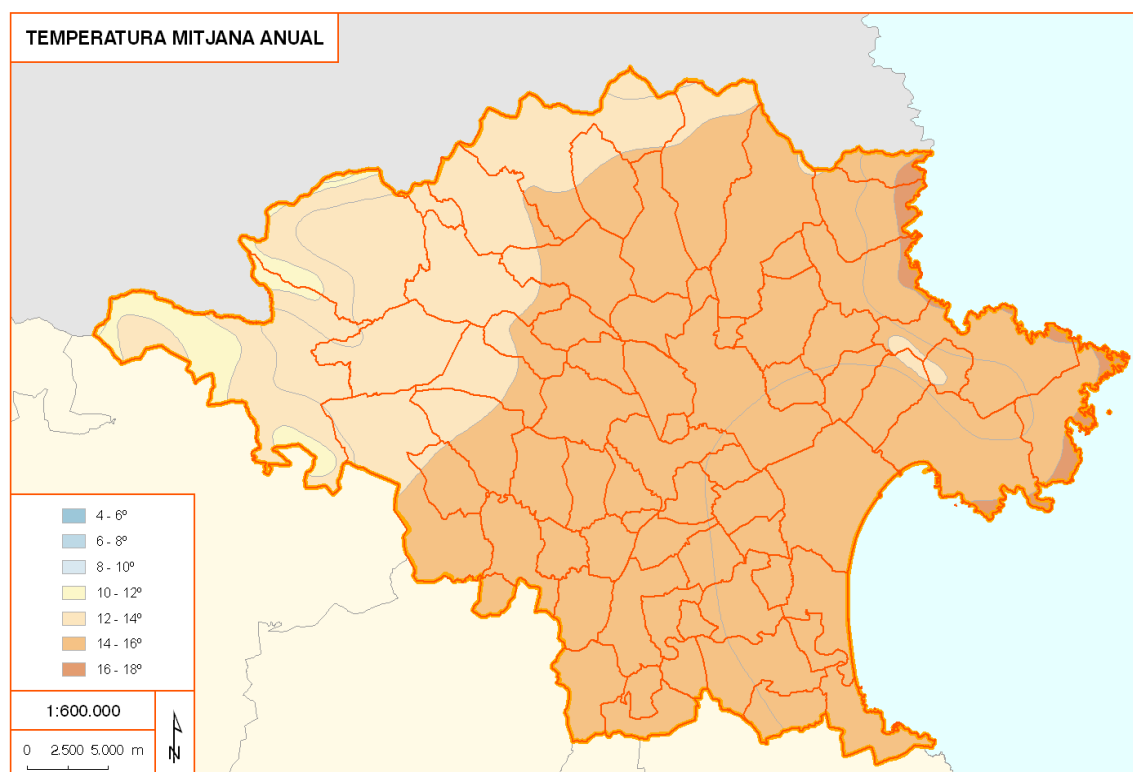 TEMPERATURA MITJANA ANUAL
4 - 6º
6 - 8º
8 - 10º
10 - 12º
12 - 14º
14 - 16º
16 - 18º
1:600.000
0 2.500 5.000 m
N